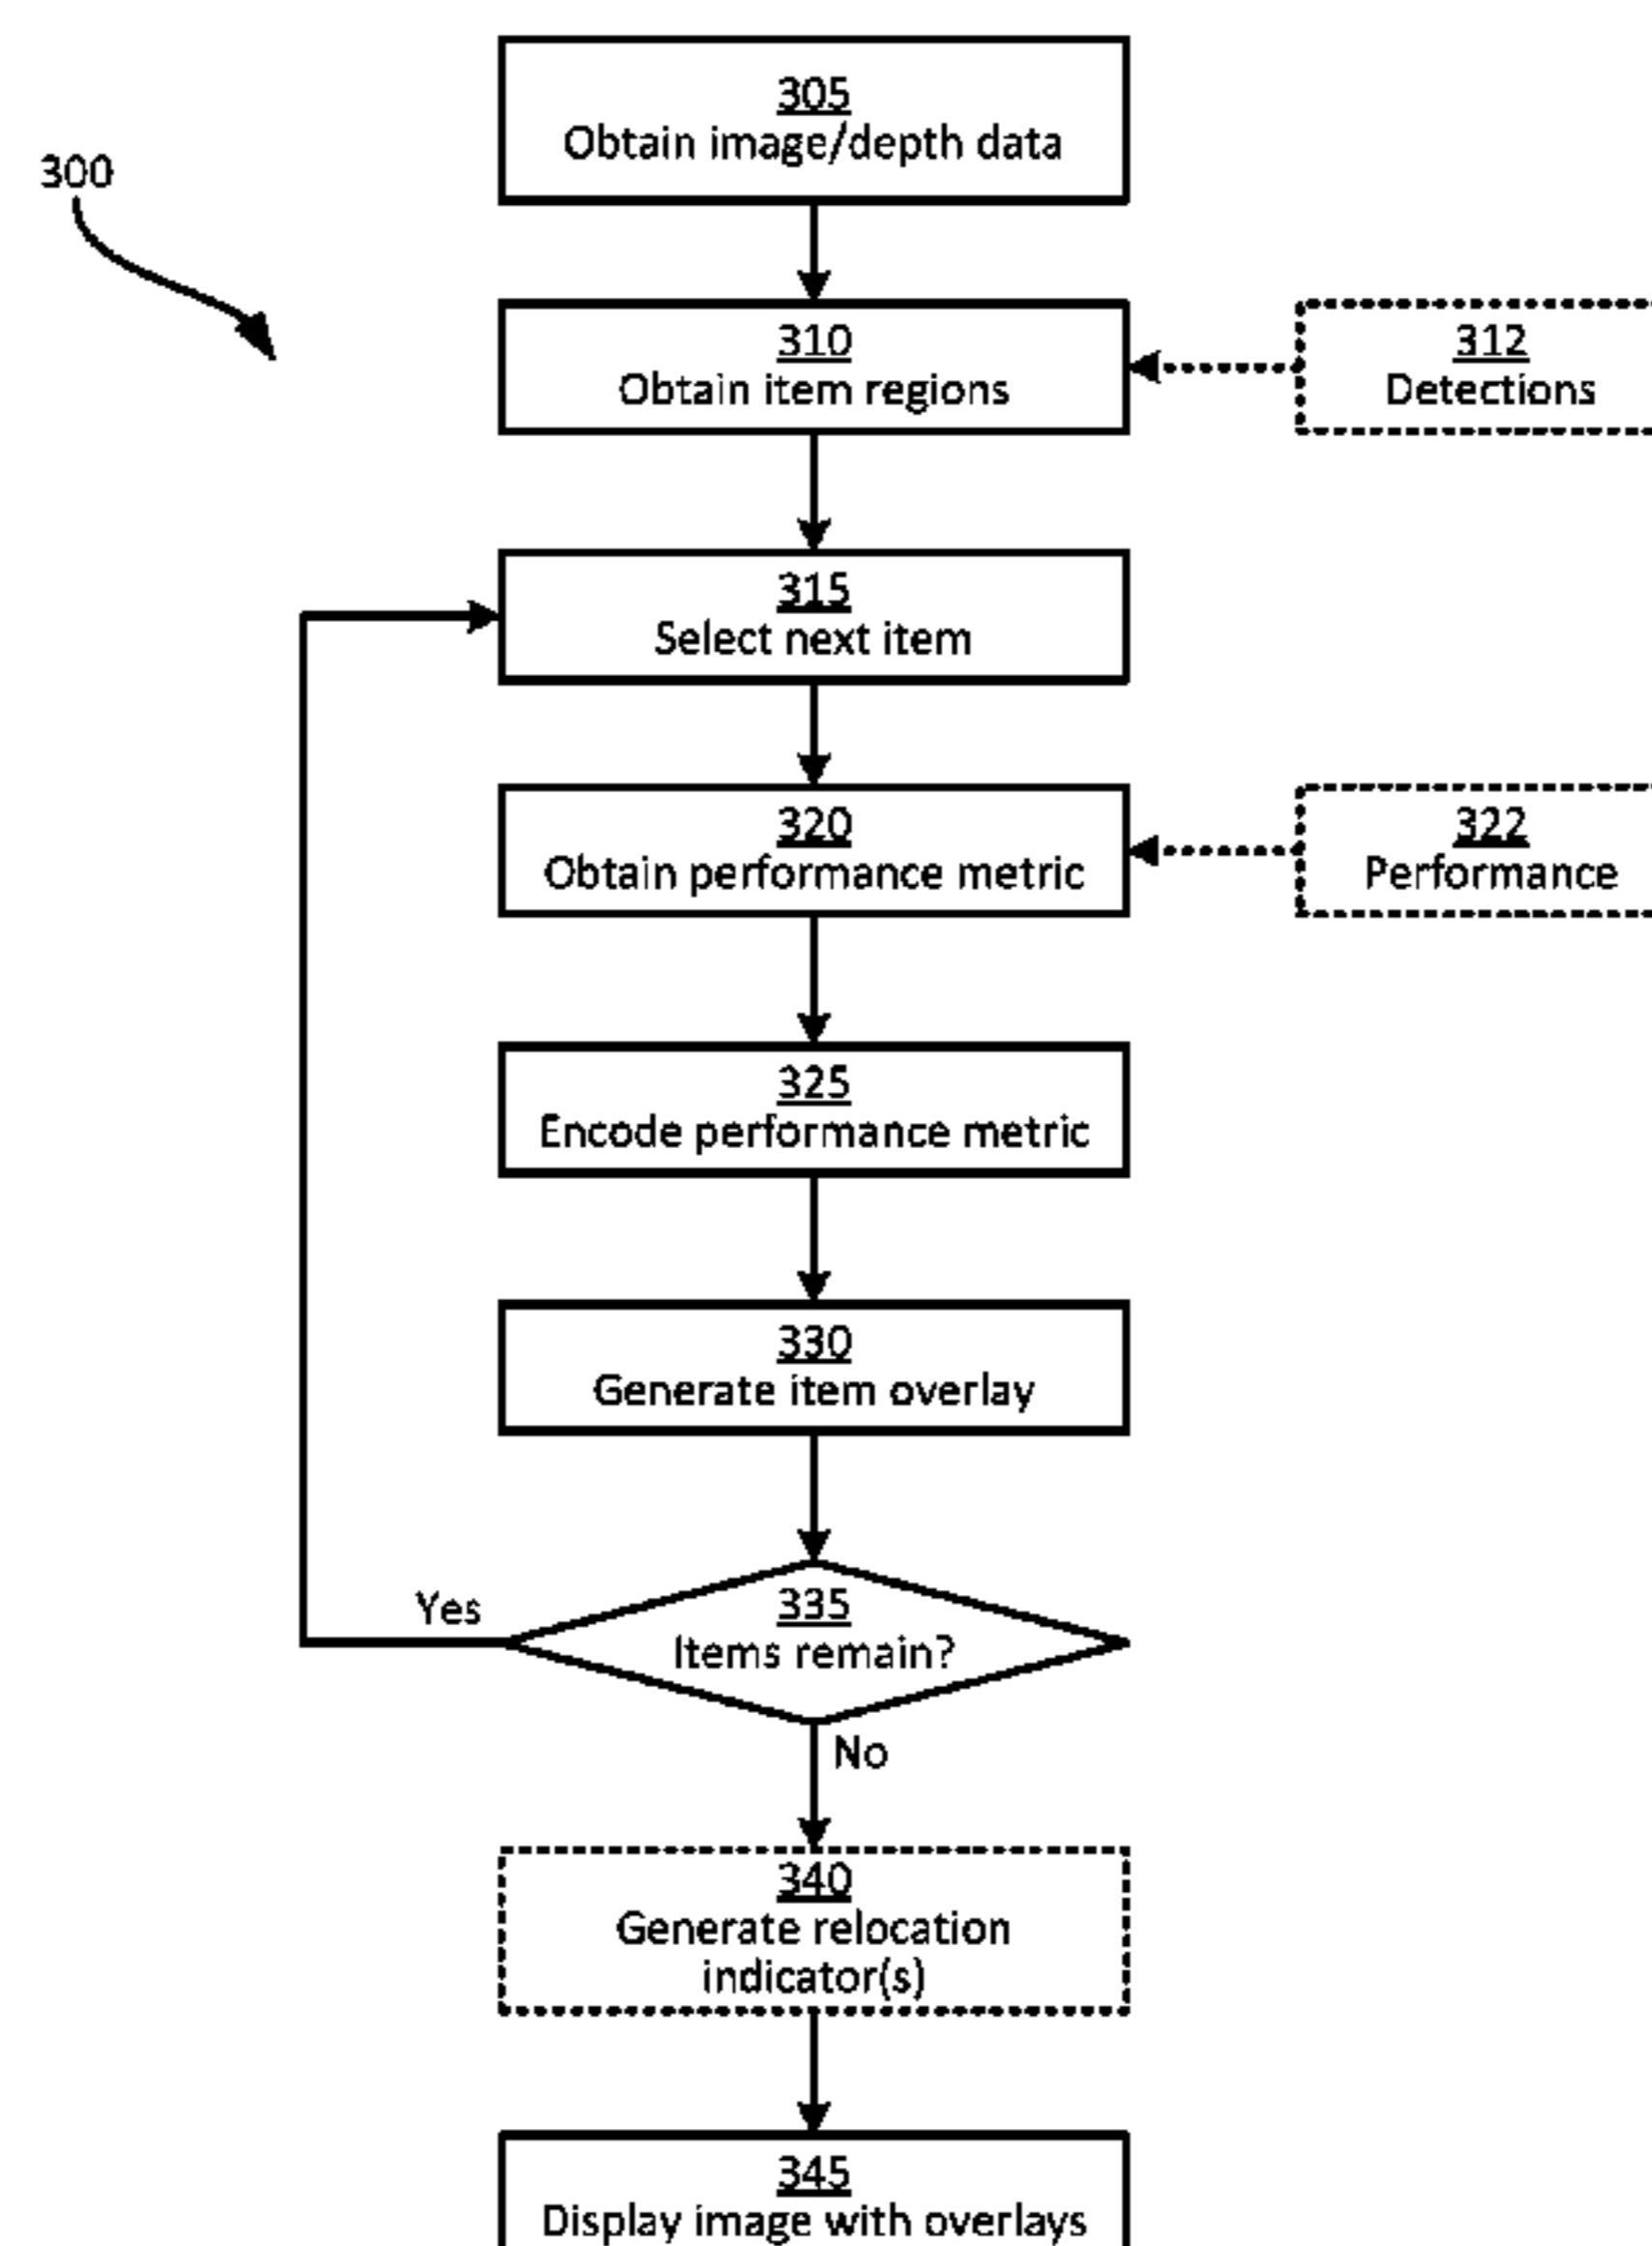 305
Obtain image/depth data
300
310
Obtain item regions
312
Detections
315
Select next item
320
Obtain performance metric
322
Performance
325
Encode performance metric
330
Generate item overlay
335
Items remain?
Yes
No
340
Generate relocation
indicator(s)
345
Display image with overlays